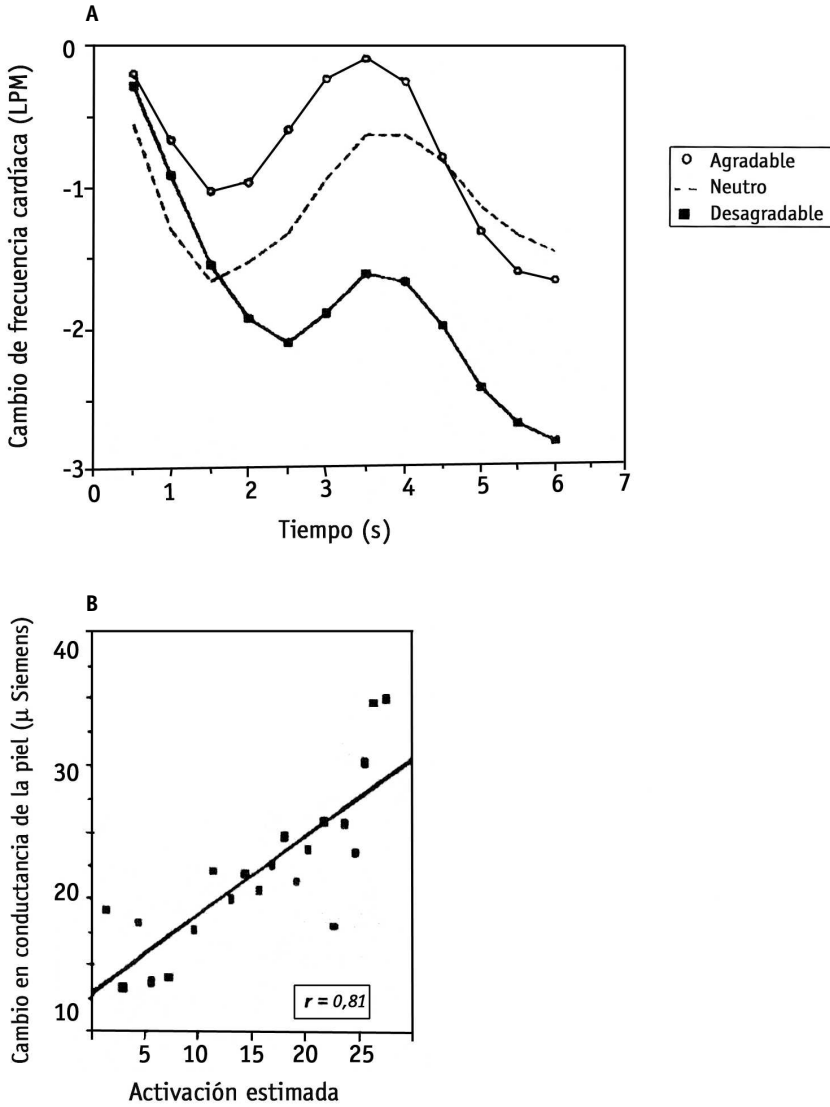 A
Cambio de frecuencia cardíaca (LPM)
0
-1
-2
-3
0 1 2 3 4 5 6 7
Tiempo (s)
Agradable
Neutro
Desagradable
B
Cambio en conductancia de la piel (µ Siemens)
40
30
20
10
r = 0,81
5 10 15 20 25
Activación estimada